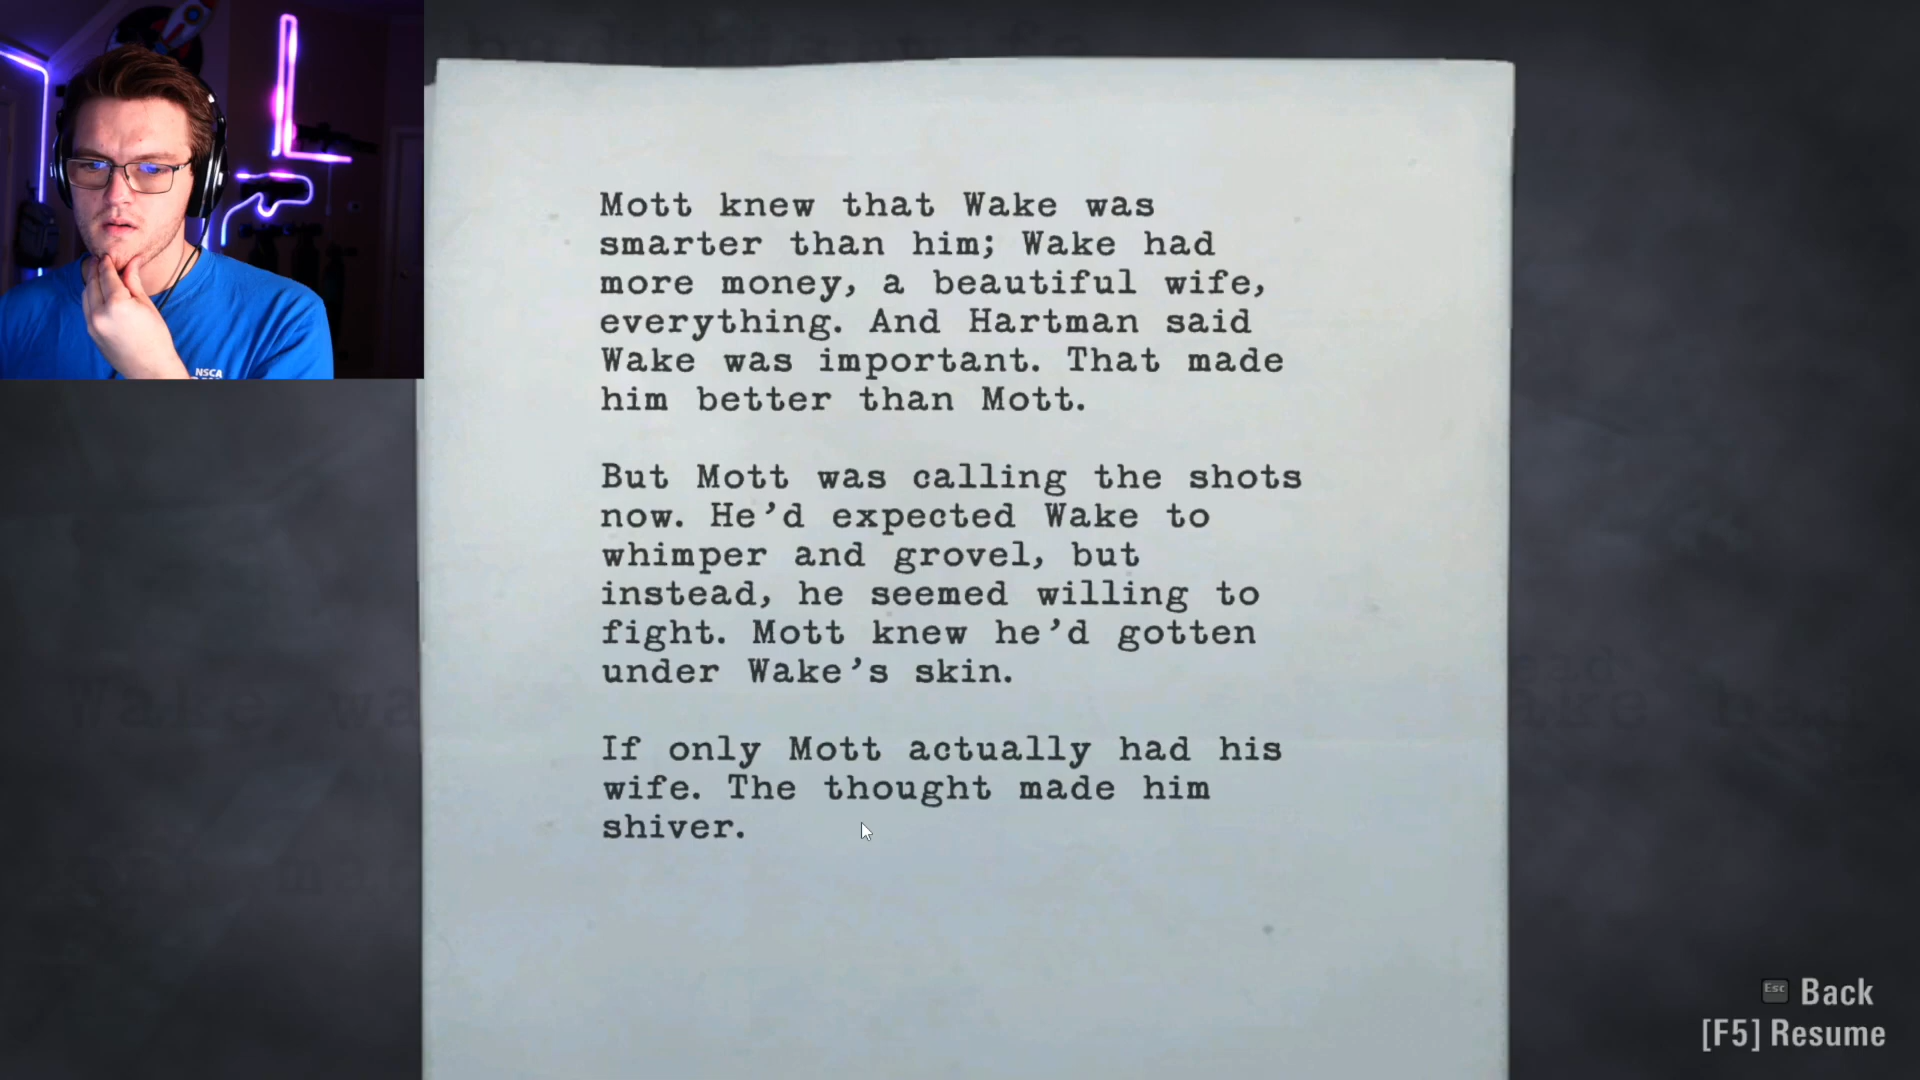 NSCA
Mott knew that Wake was
smarter than him; Wake had
more money, a beautiful wife,
everything. And Hartman said
Wake was important. That made
him better than Mott.
But Mott was calling the shots
now. He’d expected Wake to
whimper and grovel, but
instead, he seemed willing to
fight. Mott knew he’d gotten
under Wake’s skin.
If only Mott actually had his
wife. The thought made him
shiver.
Esc Back
[F5] Resume